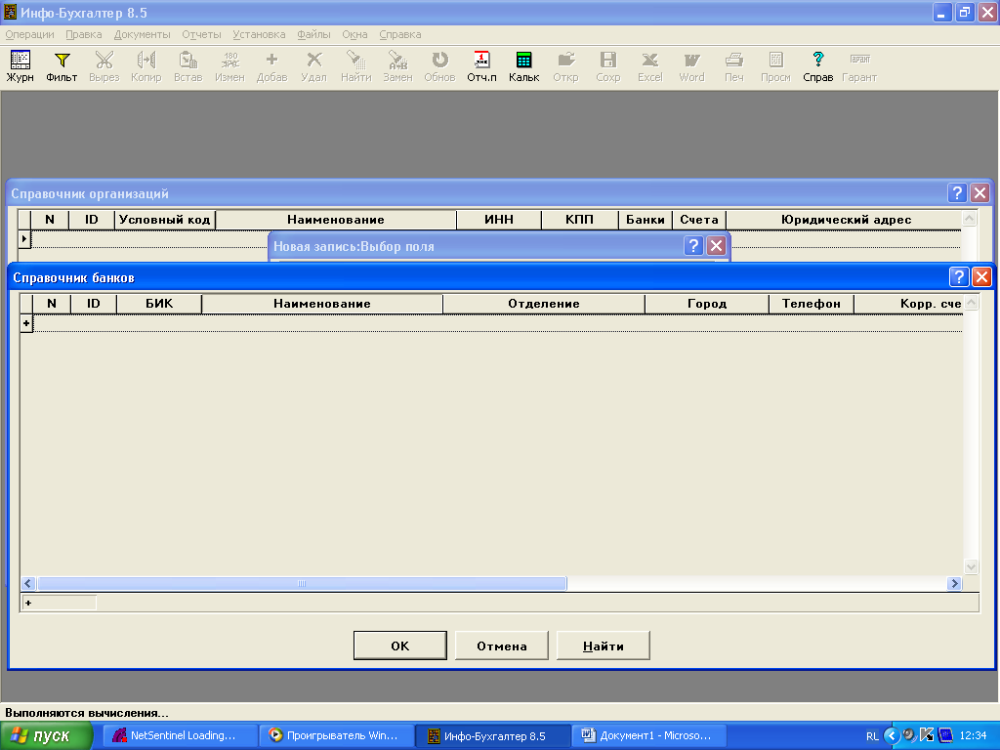 Инфо-Бухгалтер 8.5
Операции Правка Документы Отчеты Установка Файлы Окна Справка
Журн Фильт Вырез Копир Встав Измен Добав Удал Найти Замен Обнов Отч.п Кальк Откр Сохр Excel Word Печ Просм Справ Гарант
Справочник организаций
N ID Условный код Наименование ИНН КПП Банки Счета Юридический адрес
Новая запись:Выбор поля
Справочник банков
N ID БИК Наименование Отделение Город Телефон Корр. сче
+
+
ОК Отмена Найти
Выполняются вычисления...
пуск NetSentinel Loading... Проигрыватель Win... Инфо-Бухгалтер 8.5 Документ1 - Microso... RL 12:34